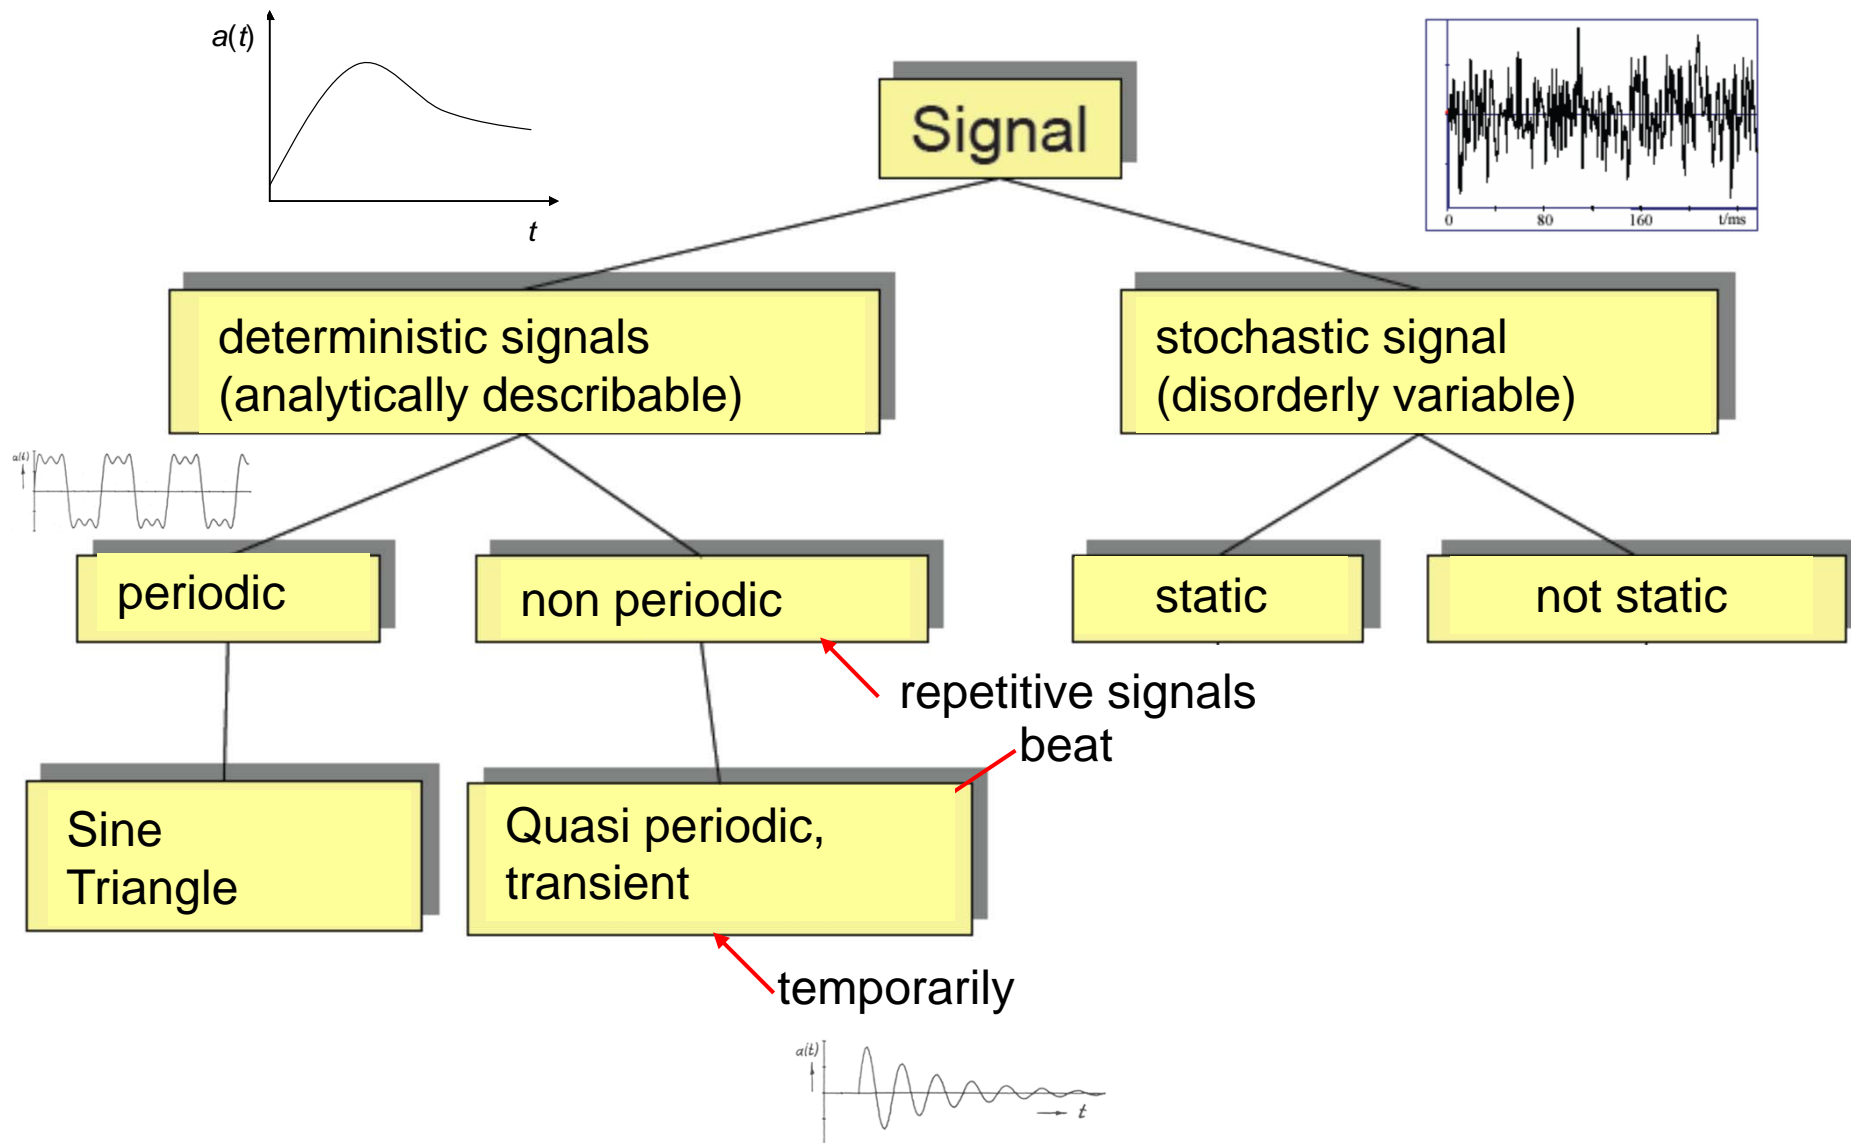 a(t)
t
Signal
0 80 160 t/ms
deterministic signals
(analytically describable)
stochastic signal
(disorderly variable)
a(t)
periodic
non periodic
static
not static
repetitive signals
beat
Sine
Triangle
Quasi periodic,
transient
temporarily
a(t)
t